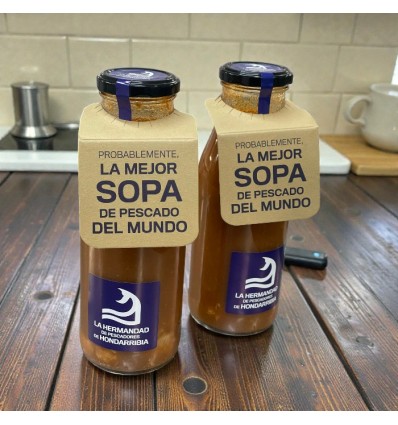 PROBABLEMENTE,
LA MEJOR
SOPA
DE PESCADO
DEL MUNDO
LA HERMANDAD
DE PESCADORES
DE HONDARRIBIA
PROBABLEMENTE,
LA MEJOR
SOPA
DE PESCADO
DEL MUNDO
LA HERMANDAD
DE PESCADORES
DE HONDARRIBIA